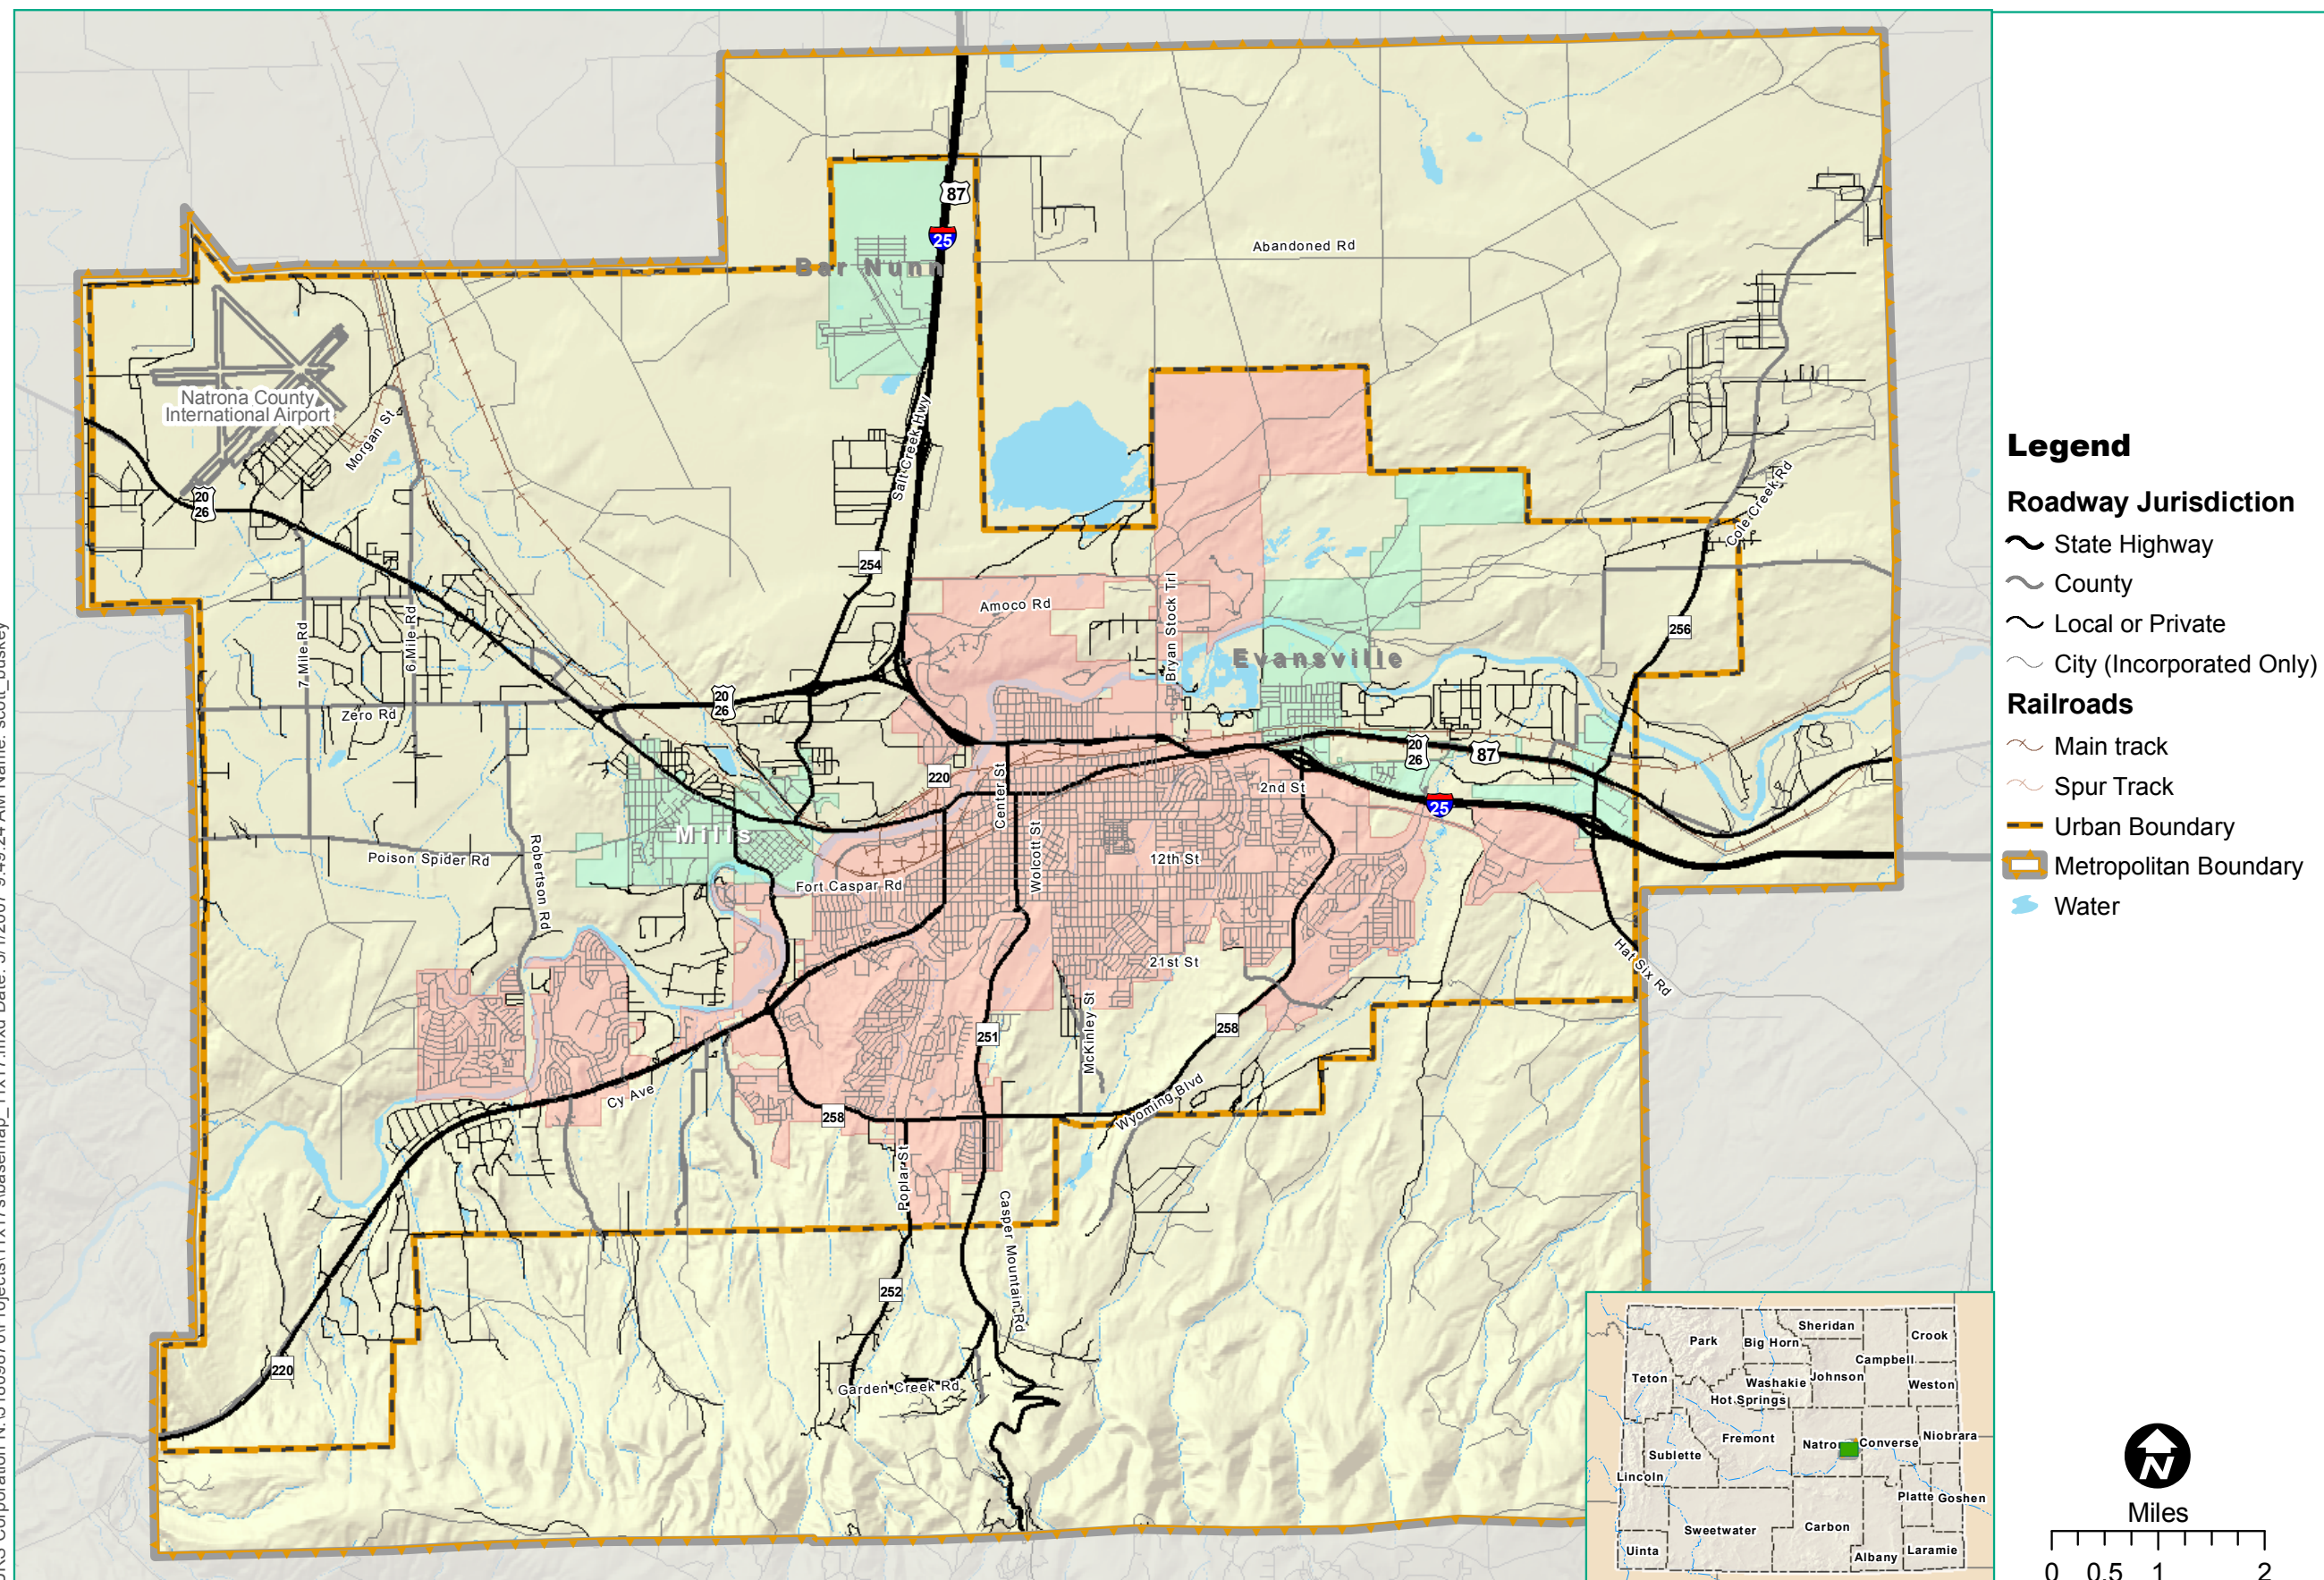 87
25
Bar Nunn
Abandoned Rd
Natrona County
International Airport
Morgan St
Salt Creek Hwy
20
26
254
Cole Creek Rd
Amoco Rd
Bryan Stock Trl
7 Mile Rd
6 Mile Rd
256
Evansville
20
26
Zero Rd
220
Center St
2nd St
20
26
87
25
Mills
Poison Spider Rd
Robertson Rd
Fort Caspar Rd
Wolcott St
12th St
21st St
Hat Six Rd
251
McKinley St
258
Cy Ave
258
Wyoming Blvd
Poplar St
Casper Mountain Rd
252
220
Garden Creek Rd
Legend
Roadway Jurisdiction
State Highway
County
Local or Private
City (Incorporated Only)
Railroads
Main track
Spur Track
Urban Boundary
Metropolitan Boundary
Water
Sheridan
Park
Big Horn
Crook
Campbell
Teton
Washakie
Johnson
Weston
Hot Springs
Fremont
Converse
Niobrara
Sublette
Lincoln
Platte
Goshen
Sweetwater
Carbon
Uinta
Albany
Laramie
N
Miles
0 0.5 1 2